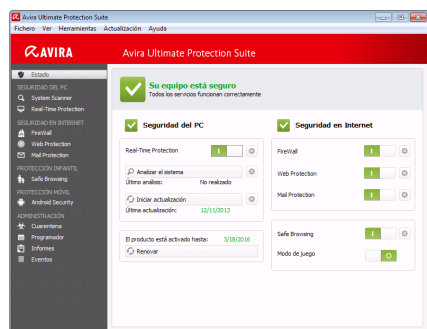 Avira Ultimate Protection Suite
Fichero Ver Herramientas Actualización Ayuda
AVIRA
Avira Ultimate Protection Suite
Estado
SEGURIDAD DEL PC
System Scanner
Real-Time Protection
SEGURIDAD EN INTERNET
FireWall
Web Protection
Mail Protection
PROTECCIÓN INFANTIL
Safe Browsing
PROTECCIÓN MÓVIL
Android Security
ADMINISTRACIÓN
Cuarentena
Programador
Informes
Eventos
Su equipo está seguro
Todos los servicios funcionan correctamente
Seguridad del PC
Real-Time Protection
Analizar el sistema
Último análisis: No realizado
Iniciar actualización
Última actualización: 12/11/2013
El producto está activado hasta: 3/18/2016
Renovar
Seguridad en Internet
FireWall
Web Protection
Mail Protection
Safe Browsing
Modo de juego